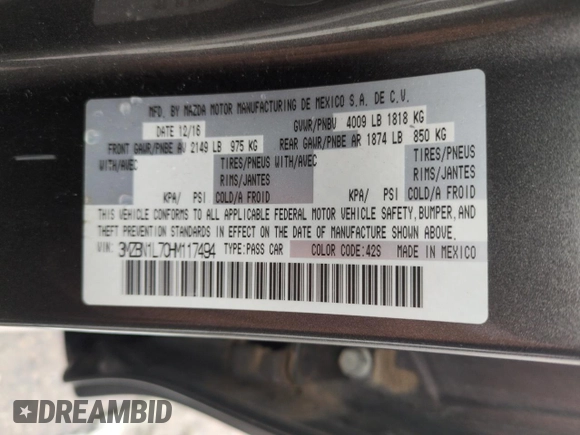 MFD. BY MAZDA MOTOR MANUFACTURING DE MEXICO S.A. DE C.V.
DATE 12/16 GVWR/PNBV 4009 LB 1818 KG
FRONT GAWR/PNBE AV 2149 LB 975 KG REAR GAWR/PNBE AR 1874 LB 850 KG
WITH/AVEC TIRES/PNEUS WITH/AVEC TIRES/PNEUS
RIMS/JANTES RIMS/JANTES
KPA/ PSI COLD/A FROID KPA/ PSI COLD/A FROID
THIS VEHICLE CONFORMS TO ALL APPLICABLE FEDERAL MOTOR VEHICLE SAFETY, BUMPER, AND
THEFT PREVENTION STANDARDS IN EFFECT ON THE DATE OF MANUFACTURE SHOWN ABOVE.
VIN: 3MZBN1L70HM117494 TYPE: PASS CAR COLOR CODE: 42S MADE IN MEXICO
DREAMBID